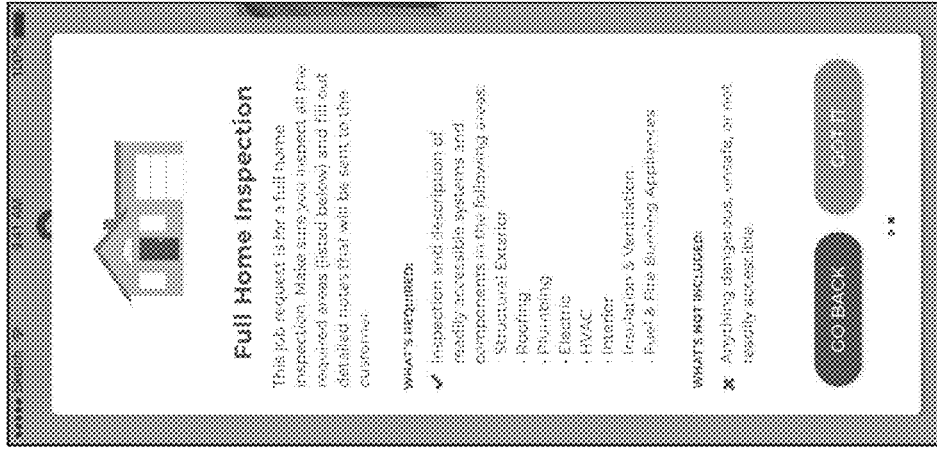 Full Home Inspection
This job request is for a full home
inspection. Make sure you inspect all the
required areas (listed below) and fill out
detailed notes that will be sent to the
customer.
WHAT'S REQUIRED:
✓ Inspection and description of
readily accessible systems and
components in the following areas:
- Structural Exterior
- Roofing
- Plumbing
- Electric
- HVAC
- Interior
- Insulation & Ventilation
- Fuel & Fire Burning Appliances
WHAT'S NOT INCLUDED:
✗ Anything dangerous, unsafe, or not
readily accessible.
GO BACK